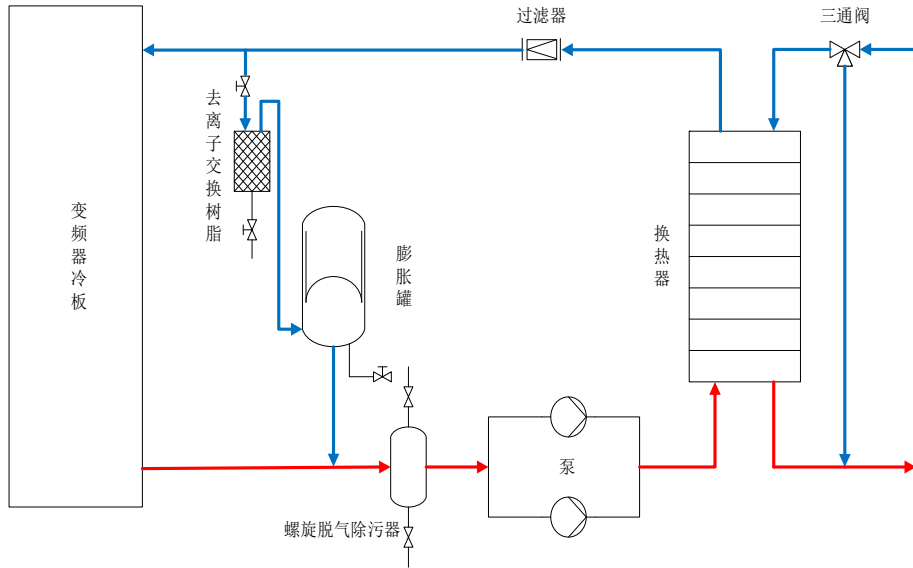 过滤器
三通阀
去离子交换树脂
变频器冷板
膨胀罐
换热器
泵
螺旋脱气除污器